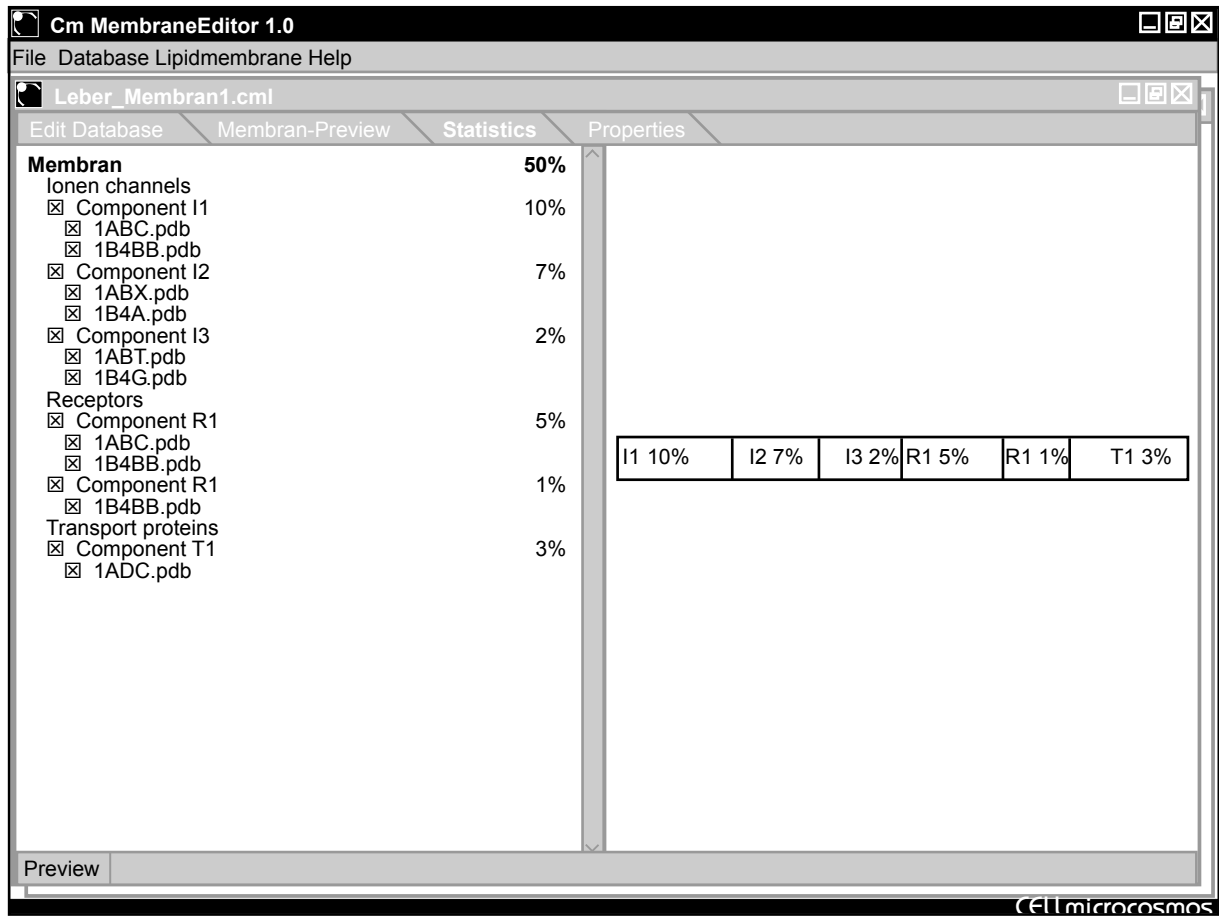 Cm MembraneEditor 1.0
File Database Lipidmembrane Help
Leber_Membran1.cml
Edit Database Membran-Preview Statistics Properties
Membran 50%
Ionen channels
Component I1 10%
1ABC.pdb
1B4BB.pdb
Component I2 7%
1ABX.pdb
1B4A.pdb
Component I3 2%
1ABT.pdb
1B4G.pdb
Receptors
Component R1 5%
1ABC.pdb
1B4BB.pdb
Component R1 1%
1B4BB.pdb
Transport proteins
Component T1 3%
1ADC.pdb
I1 10% I2 7% I3 2% R1 5% R1 1% T1 3%
Preview
CELLmicrocosmos